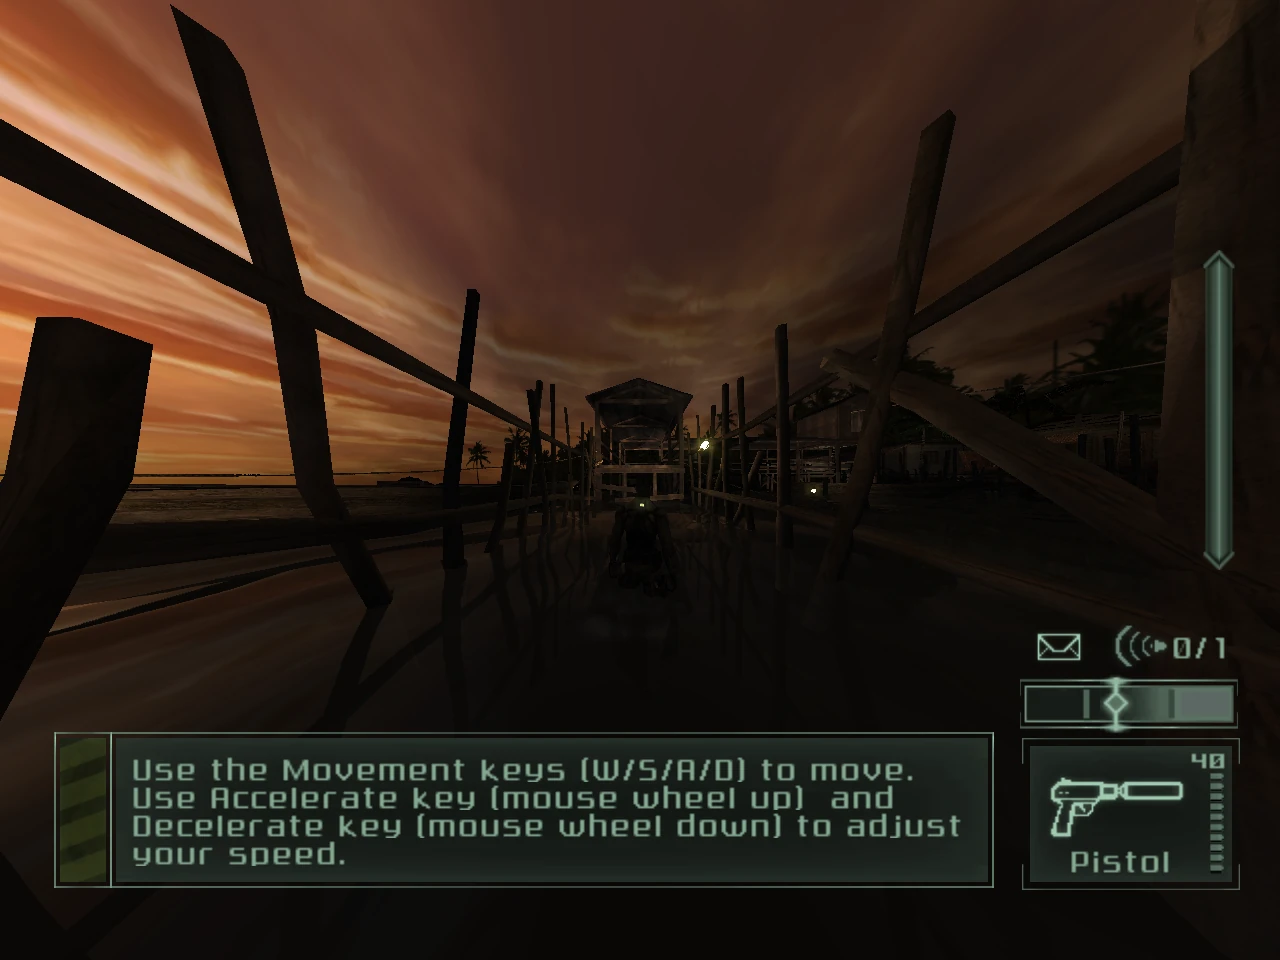 0/1
40
Pistol
Use the Movement keys (W/S/A/D) to move.
Use Accelerate key (mouse wheel up)  and
Decelerate key (mouse wheel down) to adjust
your speed.